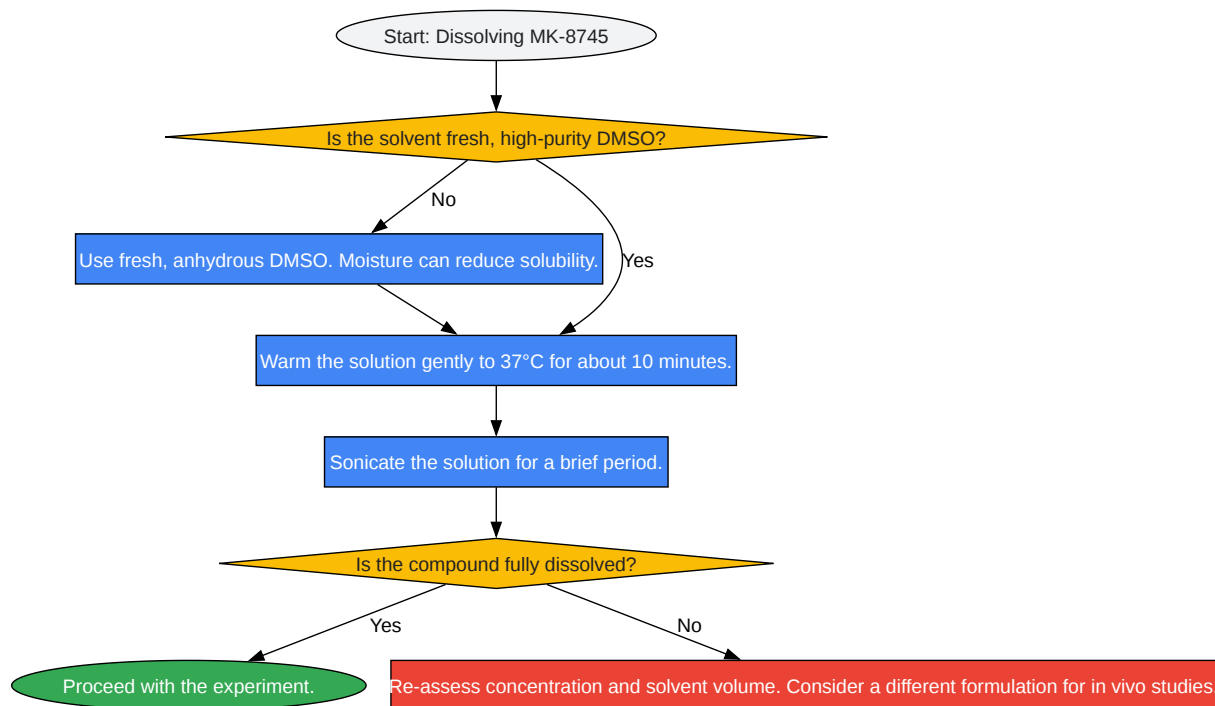 Start: Dissolving MK-8745
Is the solvent fresh, high-purity DMSO?
No
Use fresh, anhydrous DMSO. Moisture can reduce solubility.
Yes
Warm the solution gently to 37°C for about 10 minutes.
Sonicate the solution for a brief period.
Is the compound fully dissolved?
Yes
No
Proceed with the experiment.
Re-assess concentration and solvent volume. Consider a different formulation for in vivo studies.